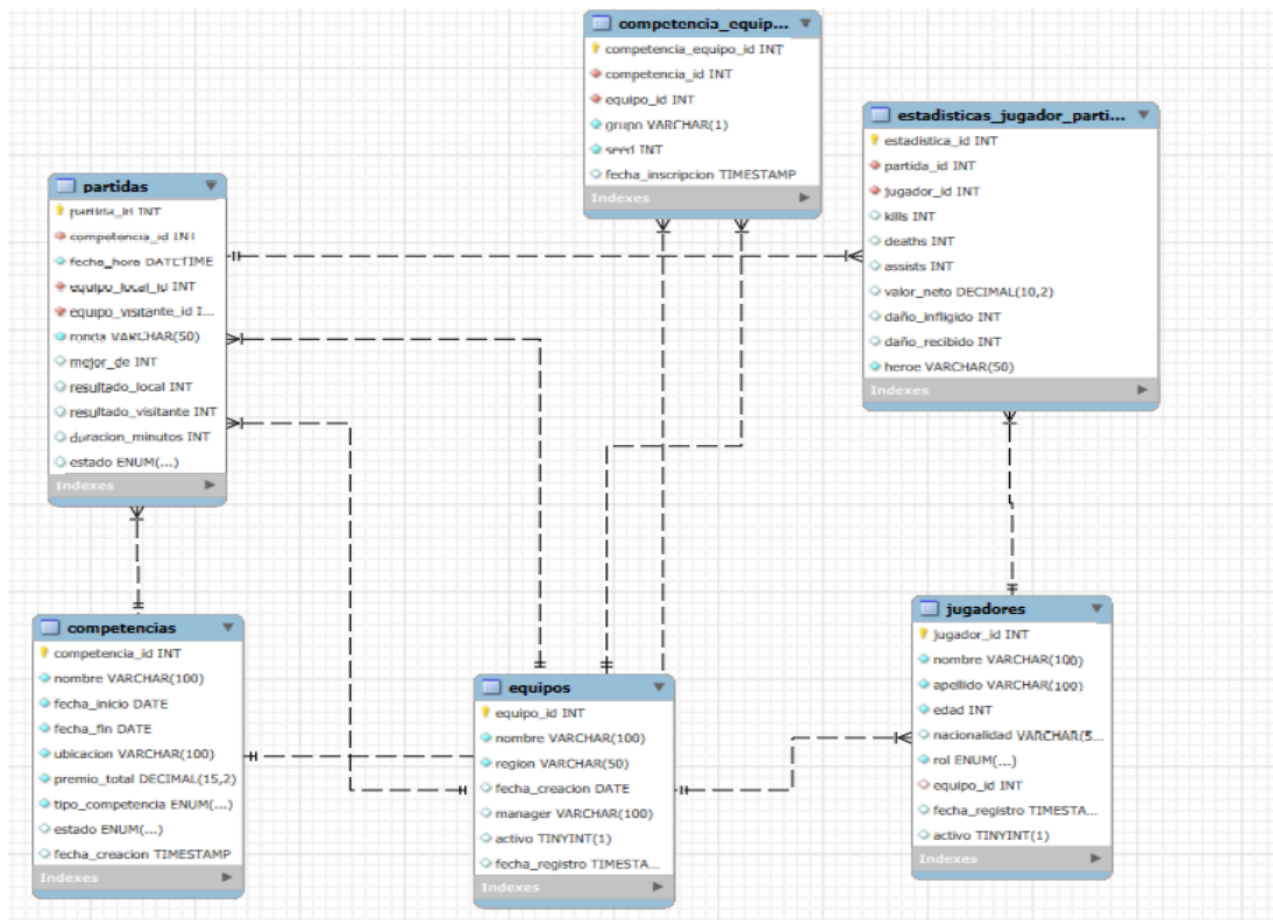 competencia_equip...
competencia_equipo_id INT
competencia_id INT
equipo_id INT
grupo VARCHAR(1)
seed INT
fecha_inscripcion TIMESTAMP
Indexes
estadisticas_jugador_parti...
estadistica_id INT
partida_id INT
jugador_id INT
kills INT
deaths INT
assists INT
valor_neto DECIMAL(10,2)
daño_infligido INT
daño_recibido INT
heroe VARCHAR(50)
Indexes
partidas
partida_id INT
competencia_id INT
fecha_hora DATETIME
equipo_local_id INT
equipo_visitante_id I...
ronda VARCHAR(50)
mejor_de INT
resultado_local INT
resultado_visitante INT
duracion_minutos INT
estado ENUM(...)
Indexes
competencias
competencia_id INT
nombre VARCHAR(100)
fecha_inicio DATE
fecha_fin DATE
ubicacion VARCHAR(100)
premio_total DECIMAL(15,2)
tipo_competencia ENUM(...)
estado ENUM(...)
fecha_creacion TIMESTAMP
Indexes
equipos
equipo_id INT
nombre VARCHAR(100)
region VARCHAR(50)
fecha_creacion DATE
manager VARCHAR(100)
activo TINYINT(1)
fecha_registro TIMESTA...
Indexes
jugadores
jugador_id INT
nombre VARCHAR(100)
apellido VARCHAR(100)
edad INT
nacionalidad VARCHAR(5...
rol ENUM(...)
equipo_id INT
fecha_registro TIMESTA...
activo TINYINT(1)
Indexes